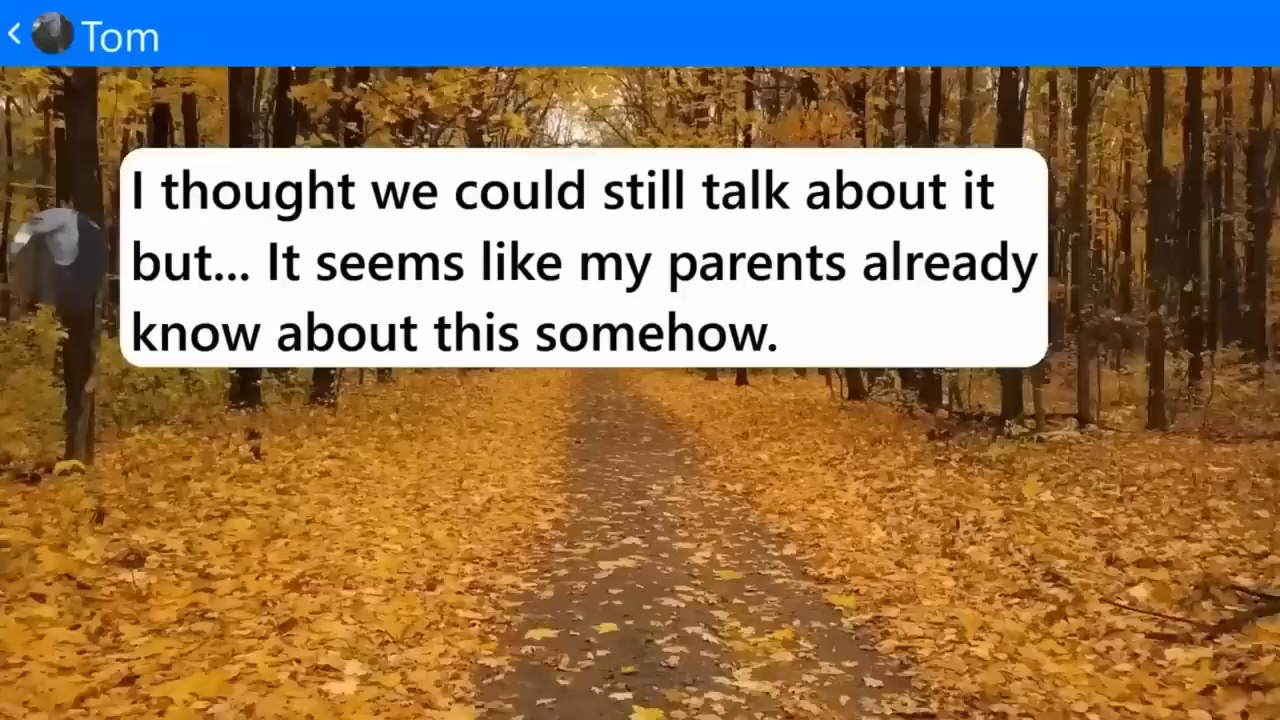 Tom
I thought we could still talk about it
but... It seems like my parents already
know about this somehow.